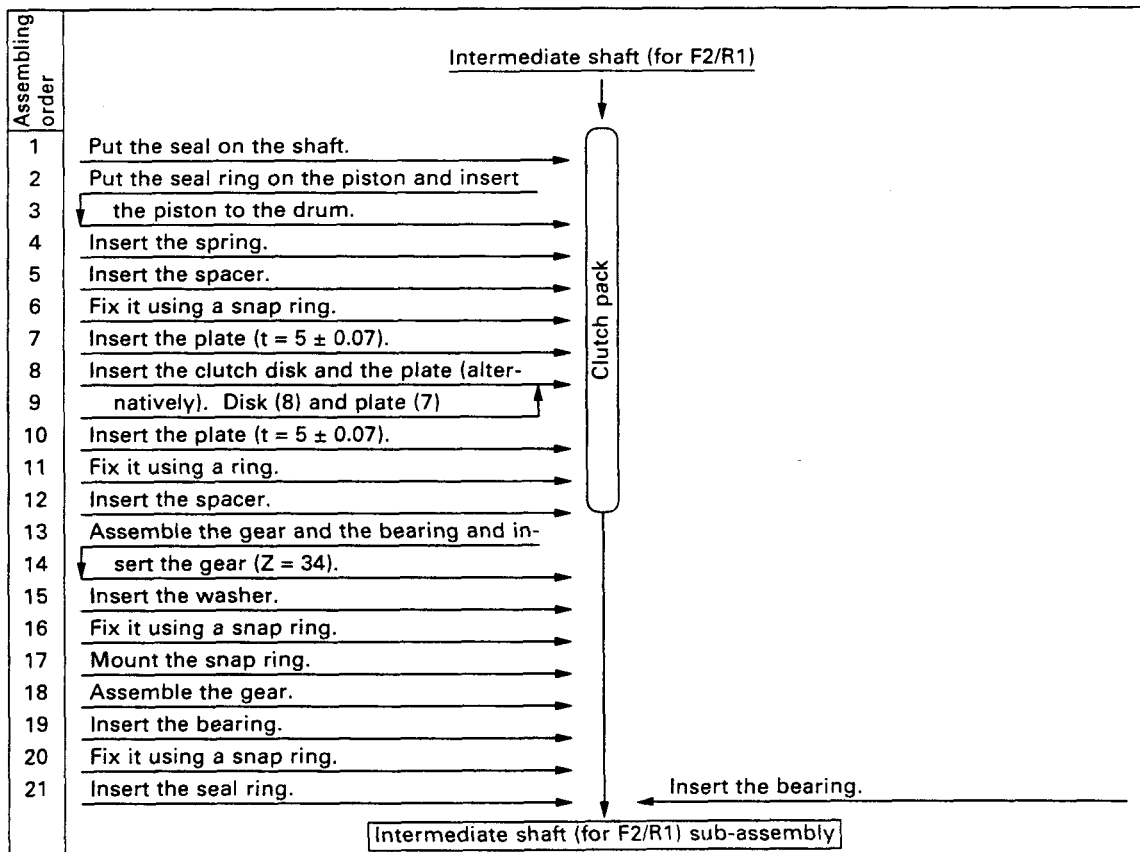 Assembling
order
Intermediate shaft (for F2/R1)
1 Put the seal on the shaft.
2 Put the seal ring on the piston and insert
3 the piston to the drum.
4 Insert the spring.
5 Insert the spacer.
6 Fix it using a snap ring.
7 Insert the plate (t = 5 ± 0.07).
8 Insert the clutch disk and the plate (alter-
9 natively). Disk (8) and plate (7)
10 Insert the plate (t = 5 ± 0.07).
11 Fix it using a ring.
12 Insert the spacer.
13 Assemble the gear and the bearing and in-
14 sert the gear (Z = 34).
15 Insert the washer.
16 Fix it using a snap ring.
17 Mount the snap ring.
18 Assemble the gear.
19 Insert the bearing.
20 Fix it using a snap ring.
21 Insert the seal ring. Insert the bearing.
Clutch pack
Intermediate shaft (for F2/R1) sub-assembly